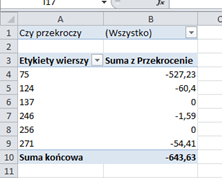 I17
fx
A B
1 Czy przekroczy (Wszystko)
2
3 Etykiety wierszy Suma z Przekrocenie
4 75 -527,23
5 124 -60,4
6 137 0
7 246 -1,59
8 256 0
9 271 -54,41
10 Suma końcowa -643,63
11